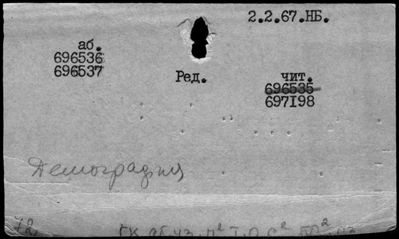 2.2.67.НБ.
аб.
696536
696537
Ред.
чит.
696535
697198
Демография